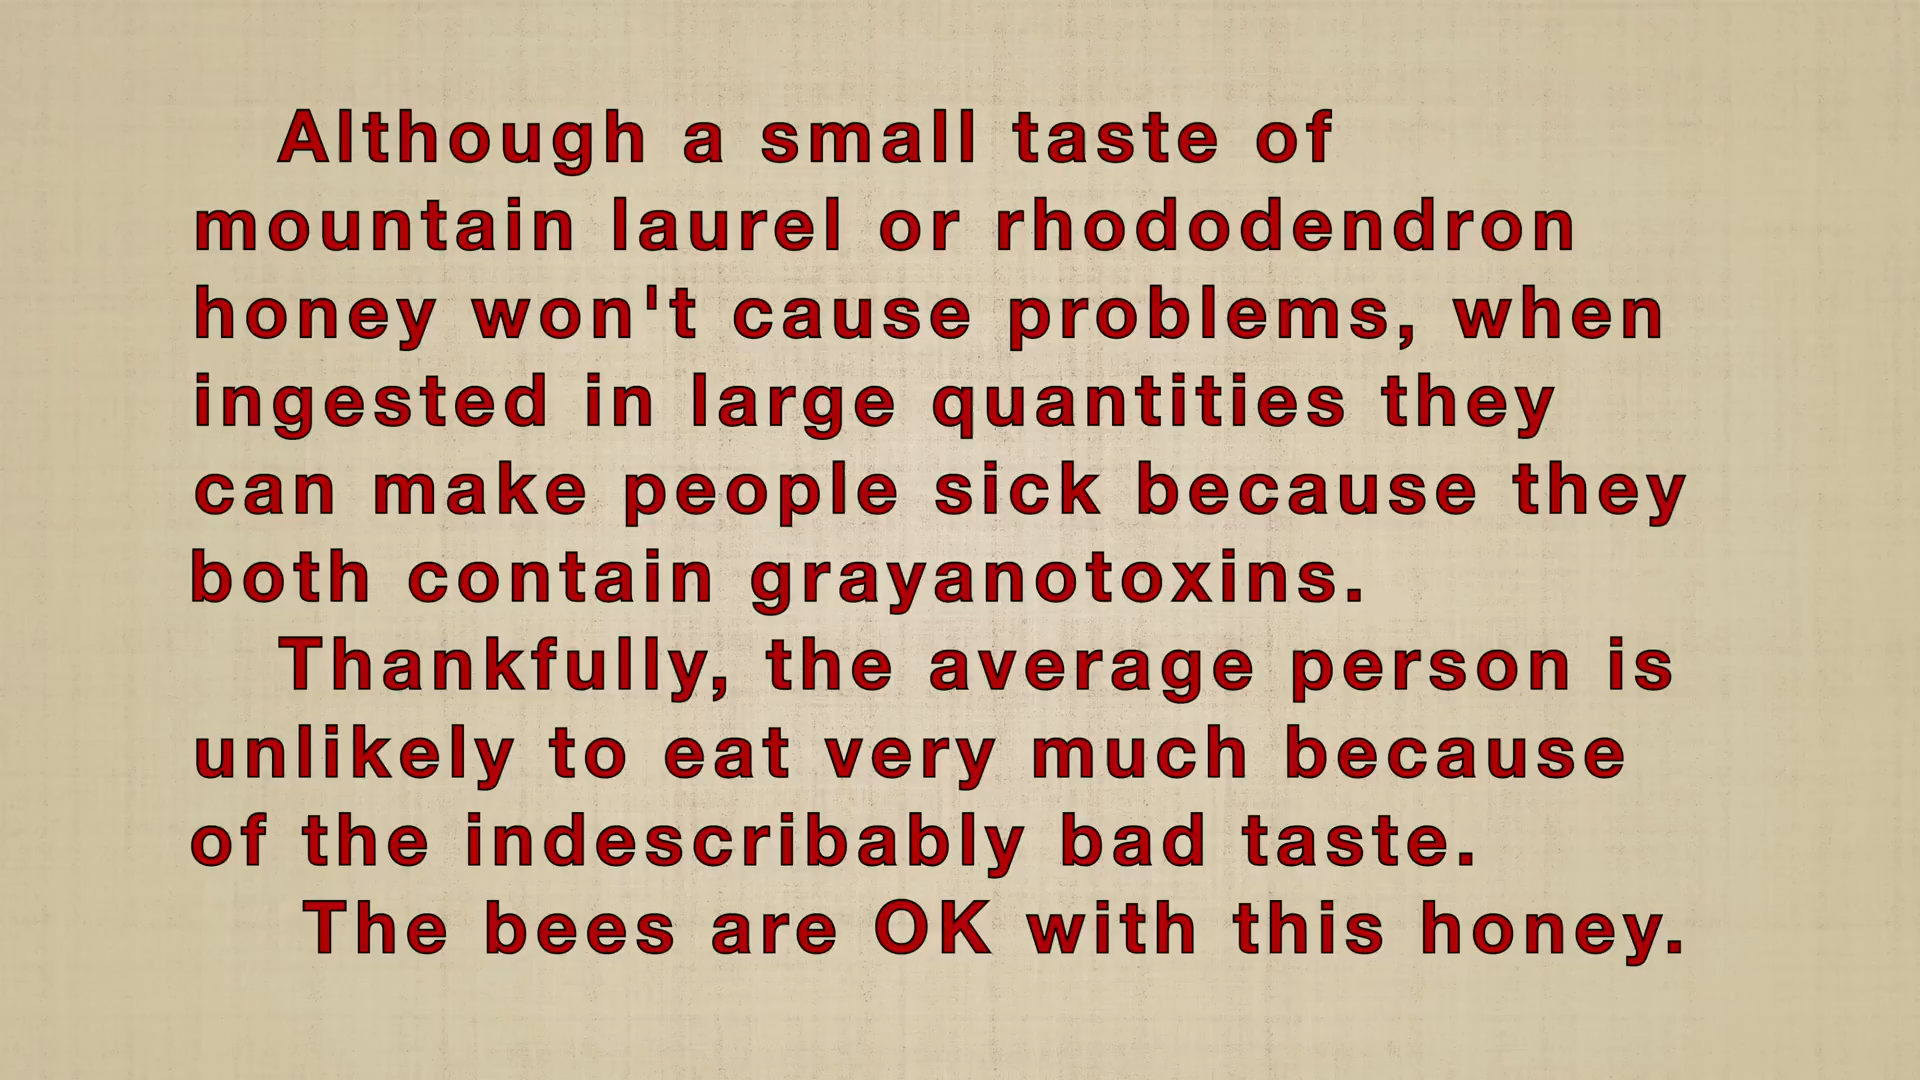 Although a small taste of
mountain laurel or rhododendron
honey won't cause problems, when
ingested in large quantities they
can make people sick because they
both contain grayanotoxins.
Thankfully, the average person is
unlikely to eat very much because
of the indescribably bad taste.
The bees are OK with this honey.